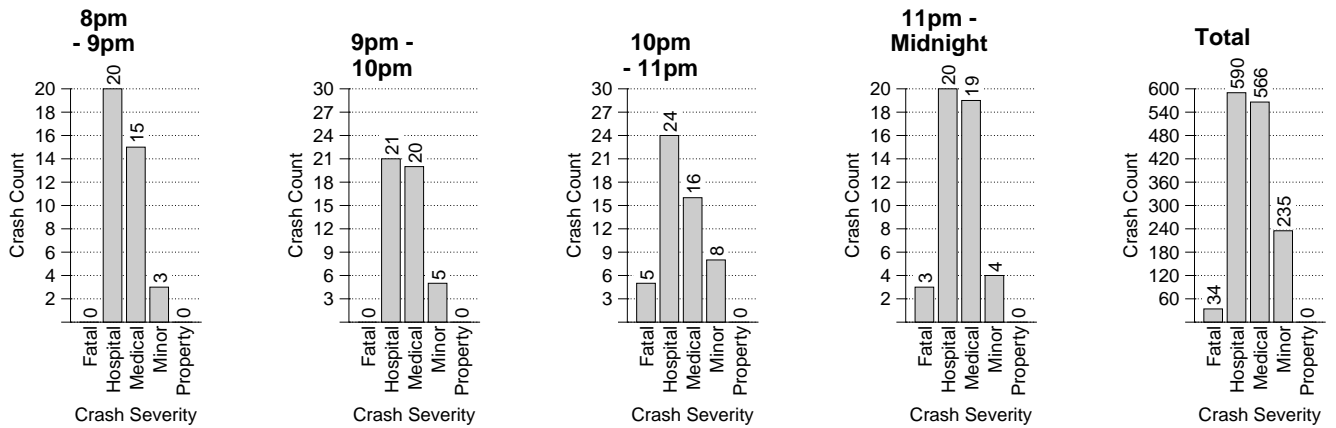 8pm
- 9pm
20
18
16
14
12
10
8
6
4
2
Crash Count
0
20
15
3
0
Fatal
Hospital
Medical
Minor
Property
Crash Severity
9pm -
10pm
30
27
24
21
18
15
12
9
6
3
Crash Count
0
21
20
5
0
Fatal
Hospital
Medical
Minor
Property
Crash Severity
10pm
- 11pm
30
27
24
21
18
15
12
9
6
3
Crash Count
5
24
16
8
0
Fatal
Hospital
Medical
Minor
Property
Crash Severity
11pm -
Midnight
20
18
16
14
12
10
8
6
4
2
Crash Count
3
20
19
4
0
Fatal
Hospital
Medical
Minor
Property
Crash Severity
Total
600
540
480
420
360
300
240
180
120
60
Crash Count
34
590
566
235
0
Fatal
Hospital
Medical
Minor
Property
Crash Severity